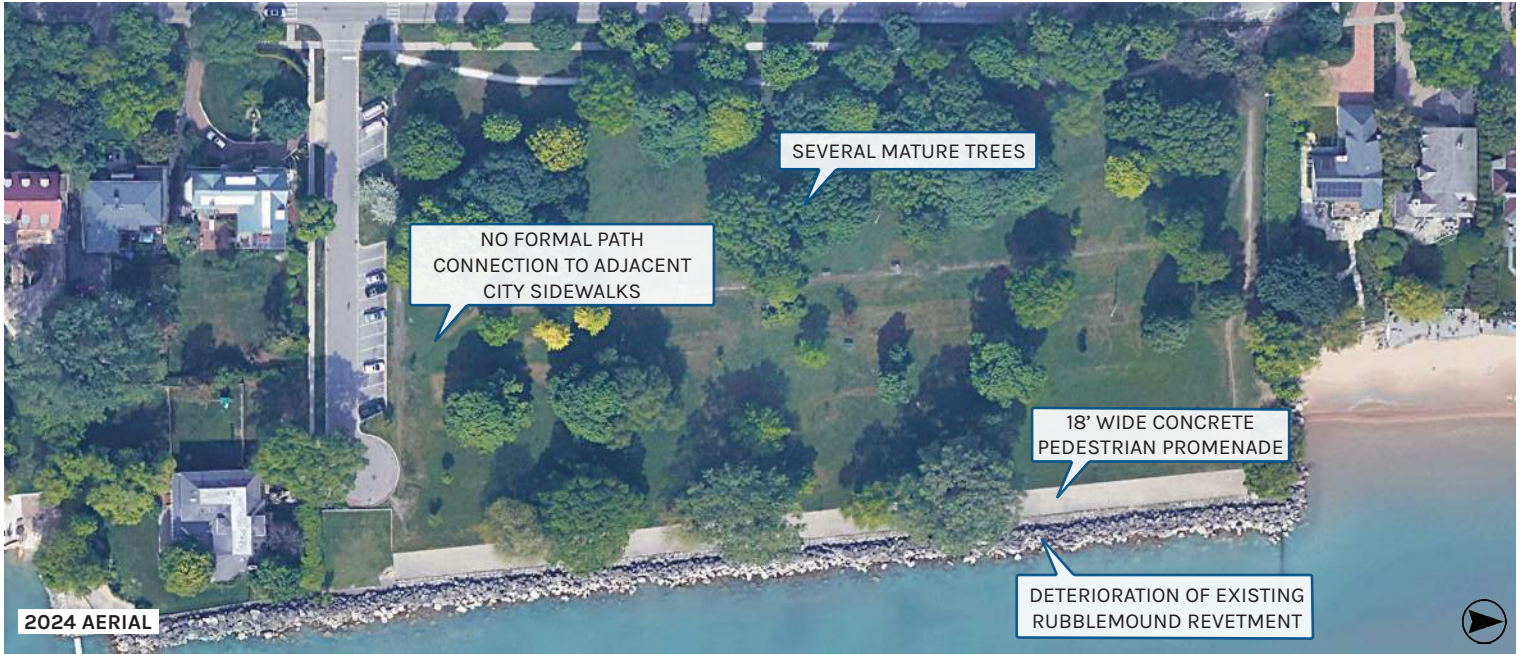 SEVERAL MATURE TREES
NO FORMAL PATH
CONNECTION TO ADJACENT
CITY SIDEWALKS
18' WIDE CONCRETE
PEDESTRIAN PROMENADE
DETERIORATION OF EXISTING
RUBBLEMOUND REVETMENT
2024 AERIAL